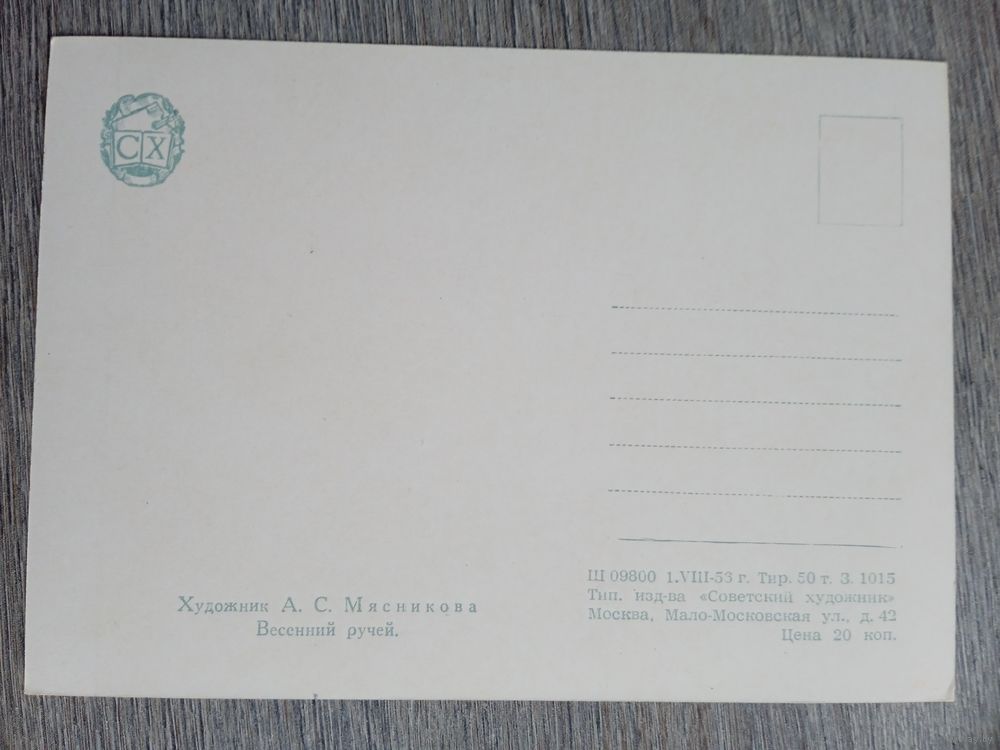 СХ
Художник А. С. Мясникова
Весенний ручей.
Ш 09800 1.VIII-53 г. Тир. 50 т. З. 1015
Тип. изд-ва «Советский художник»
Москва, Мало-Московская ул., д. 42
Цена 20 коп.